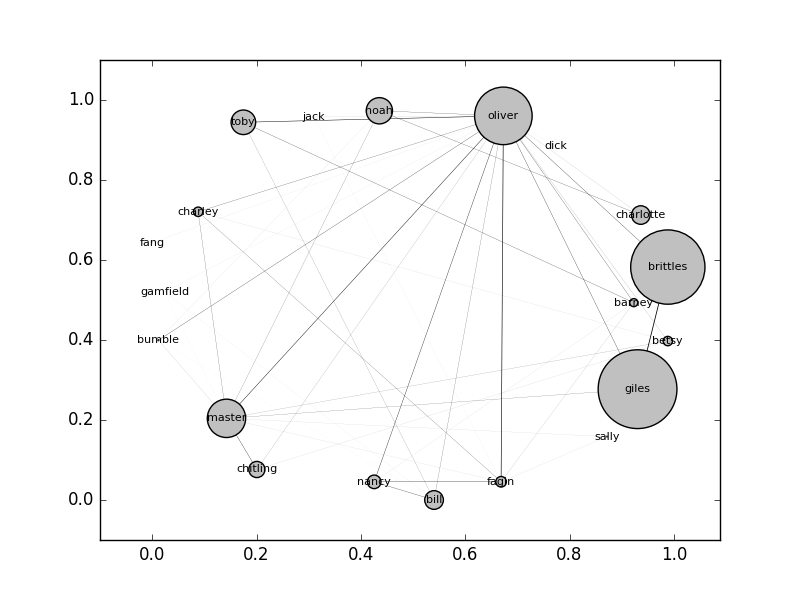 1.0
0.8
0.6
0.4
0.2
0.0
noah
jack
oliver
toby
dick
charley
charlotte
fang
brittles
gamfield
barney
bumble
betsy
giles
master
sally
chitling
nancy
fagin
bill
0.0 0.2 0.4 0.6 0.8 1.0